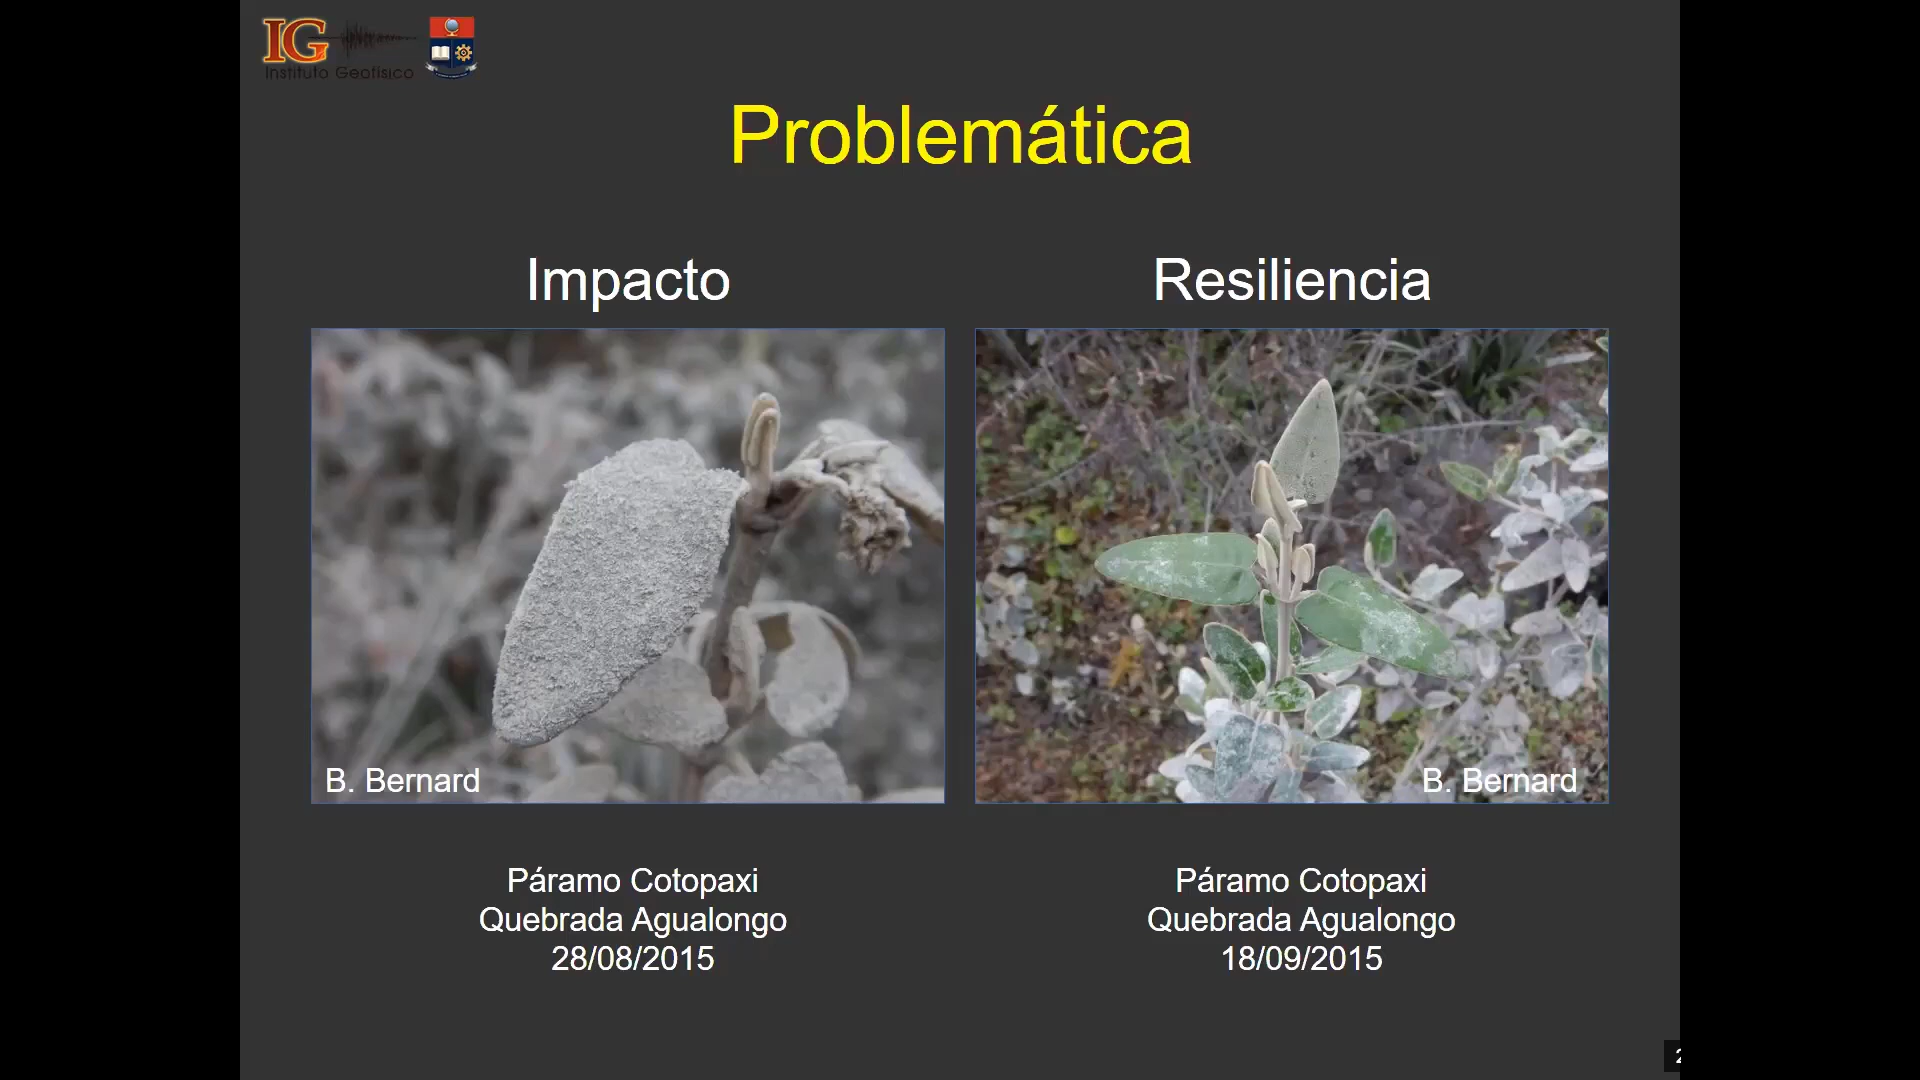 IG
Instituto Geofísico
Problemática
Impacto
Resiliencia
B. Bernard
B. Bernard
Páramo Cotopaxi
Quebrada Agualongo
28/08/2015
Páramo Cotopaxi
Quebrada Agualongo
18/09/2015
2